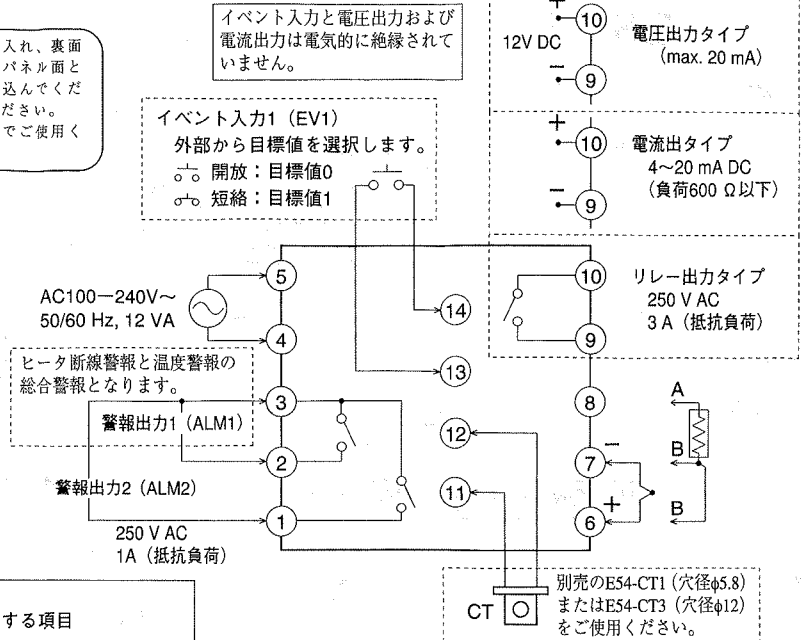 入れ、裏面
パネル面と
込んでくだ
ださい。
でご使用く
イベント入力と電圧出力および
電流出力は電気的に絶縁されて
いません。
イベント入力1（EV1）
外部から目標値を選択します。
開放：目標値0
短絡：目標値1
+
10
12V DC
−
9
電圧出力タイプ
（max. 20 mA）
+
10
−
9
電流出タイプ
4〜20 mA DC
（負荷600 Ω以下）
10
9
リレー出力タイプ
250 V AC
3 A（抵抗負荷）
AC100−240V〜
50/60 Hz, 12 VA
5
4
ヒータ断線警報と温度警報の
総合警報となります。
3
警報出力1（ALM1）
2
警報出力2（ALM2）
1
250 V AC
1A（抵抗負荷）
14
13
12
11
8
7
−
6
+
A
B
B
CT
別売のE54-CT1（穴径φ5.8）
またはE54-CT3（穴径φ12）
をご使用ください。
する項目